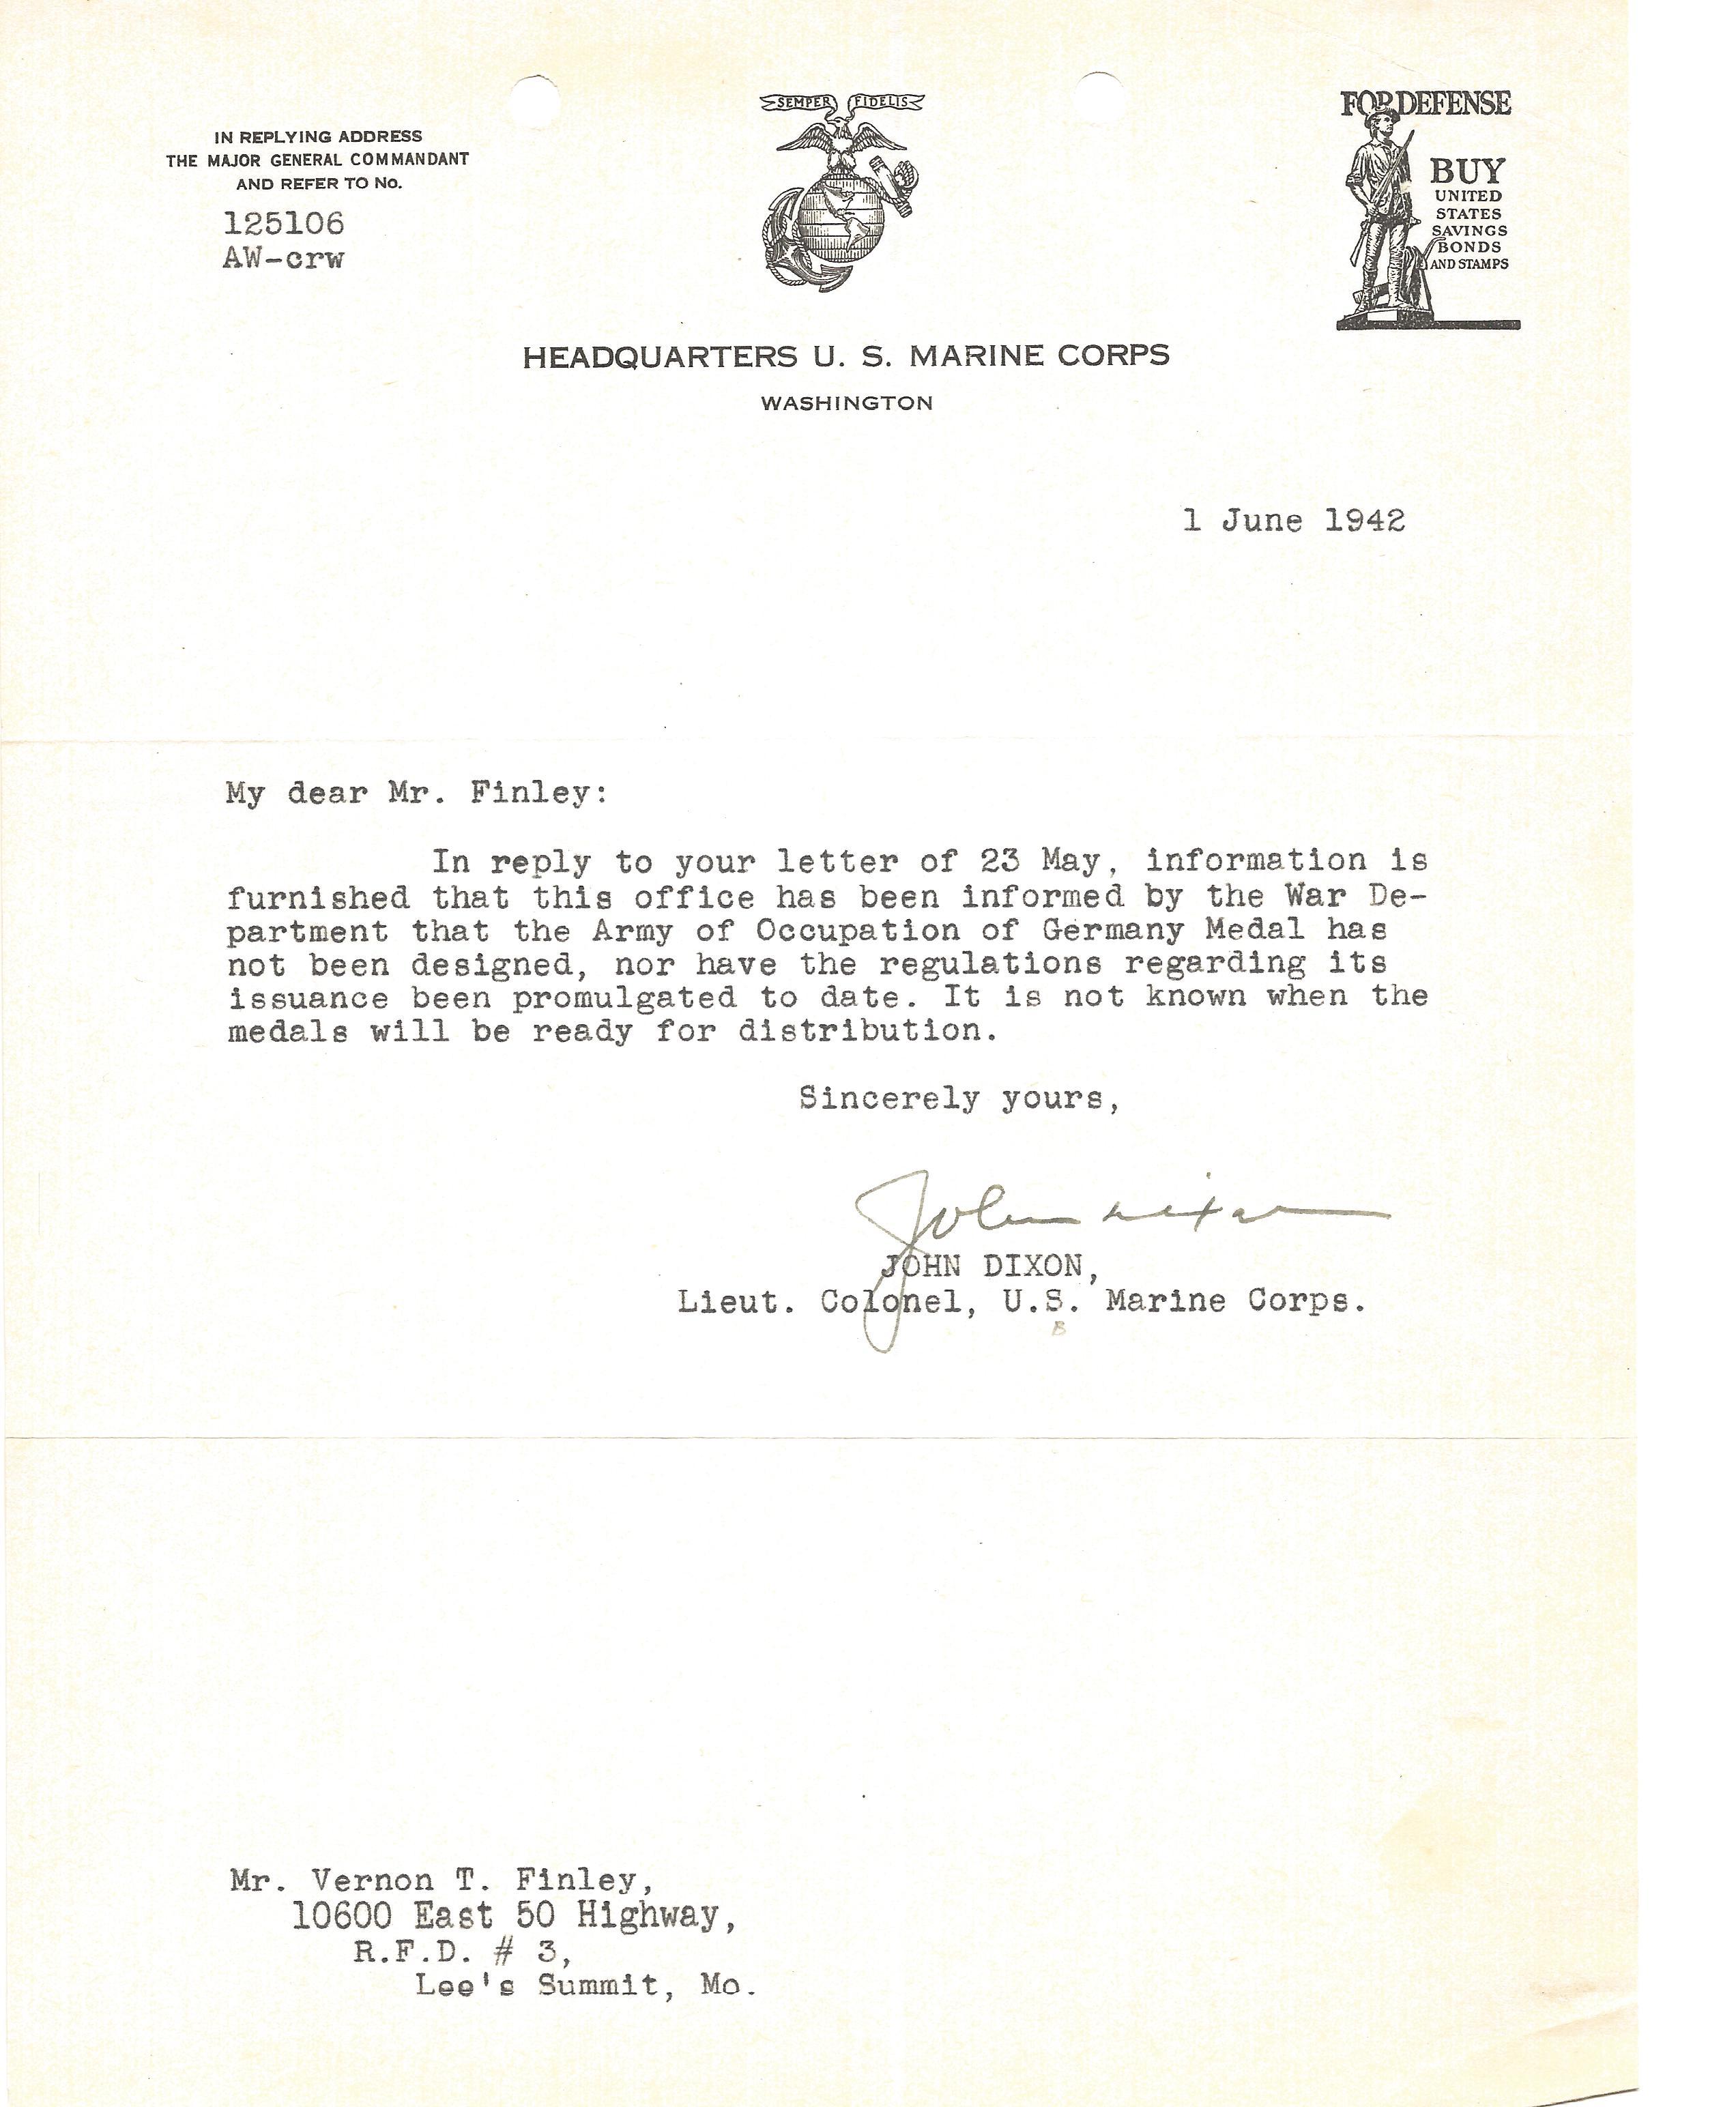 IN REPLYING ADDRESS
THE MAJOR GENERAL COMMANDANT
AND REFER TO No.
125106
AW-crw
SEMPER FIDELIS
FOR DEFENSE
BUY
UNITED
STATES
SAVINGS
BONDS
AND STAMPS
HEADQUARTERS U. S. MARINE CORPS
WASHINGTON
1 June 1942
My dear Mr. Finley:
In reply to your letter of 23 May, information is
furnished that this office has been informed by the War De-
partment that the Army of Occupation of Germany Medal has
not been designed, nor have the regulations regarding its
issuance been promulgated to date. It is not known when the
medals will be ready for distribution.
Sincerely yours,
John Dixon
JOHN DIXON,
Lieut. Colonel, U.S. Marine Corps.
B
Mr. Vernon T. Finley,
10600 East 50 Highway,
R.F.D. # 3,
Lee's Summit, Mo.